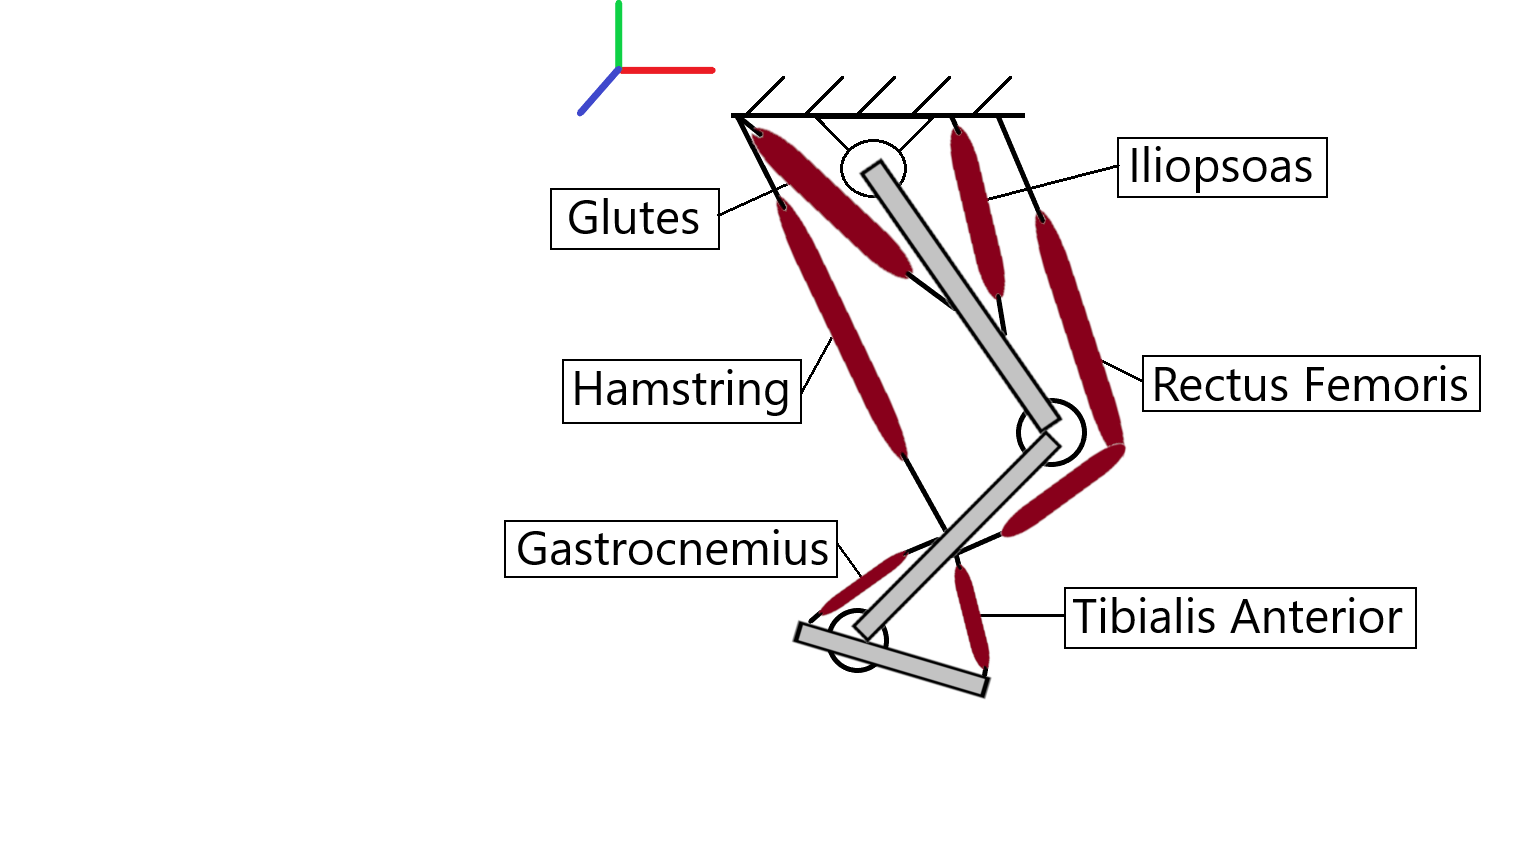 Iliopsoas
Glutes
Rectus Femoris
Hamstring
Gastrocnemius
Tibialis Anterior